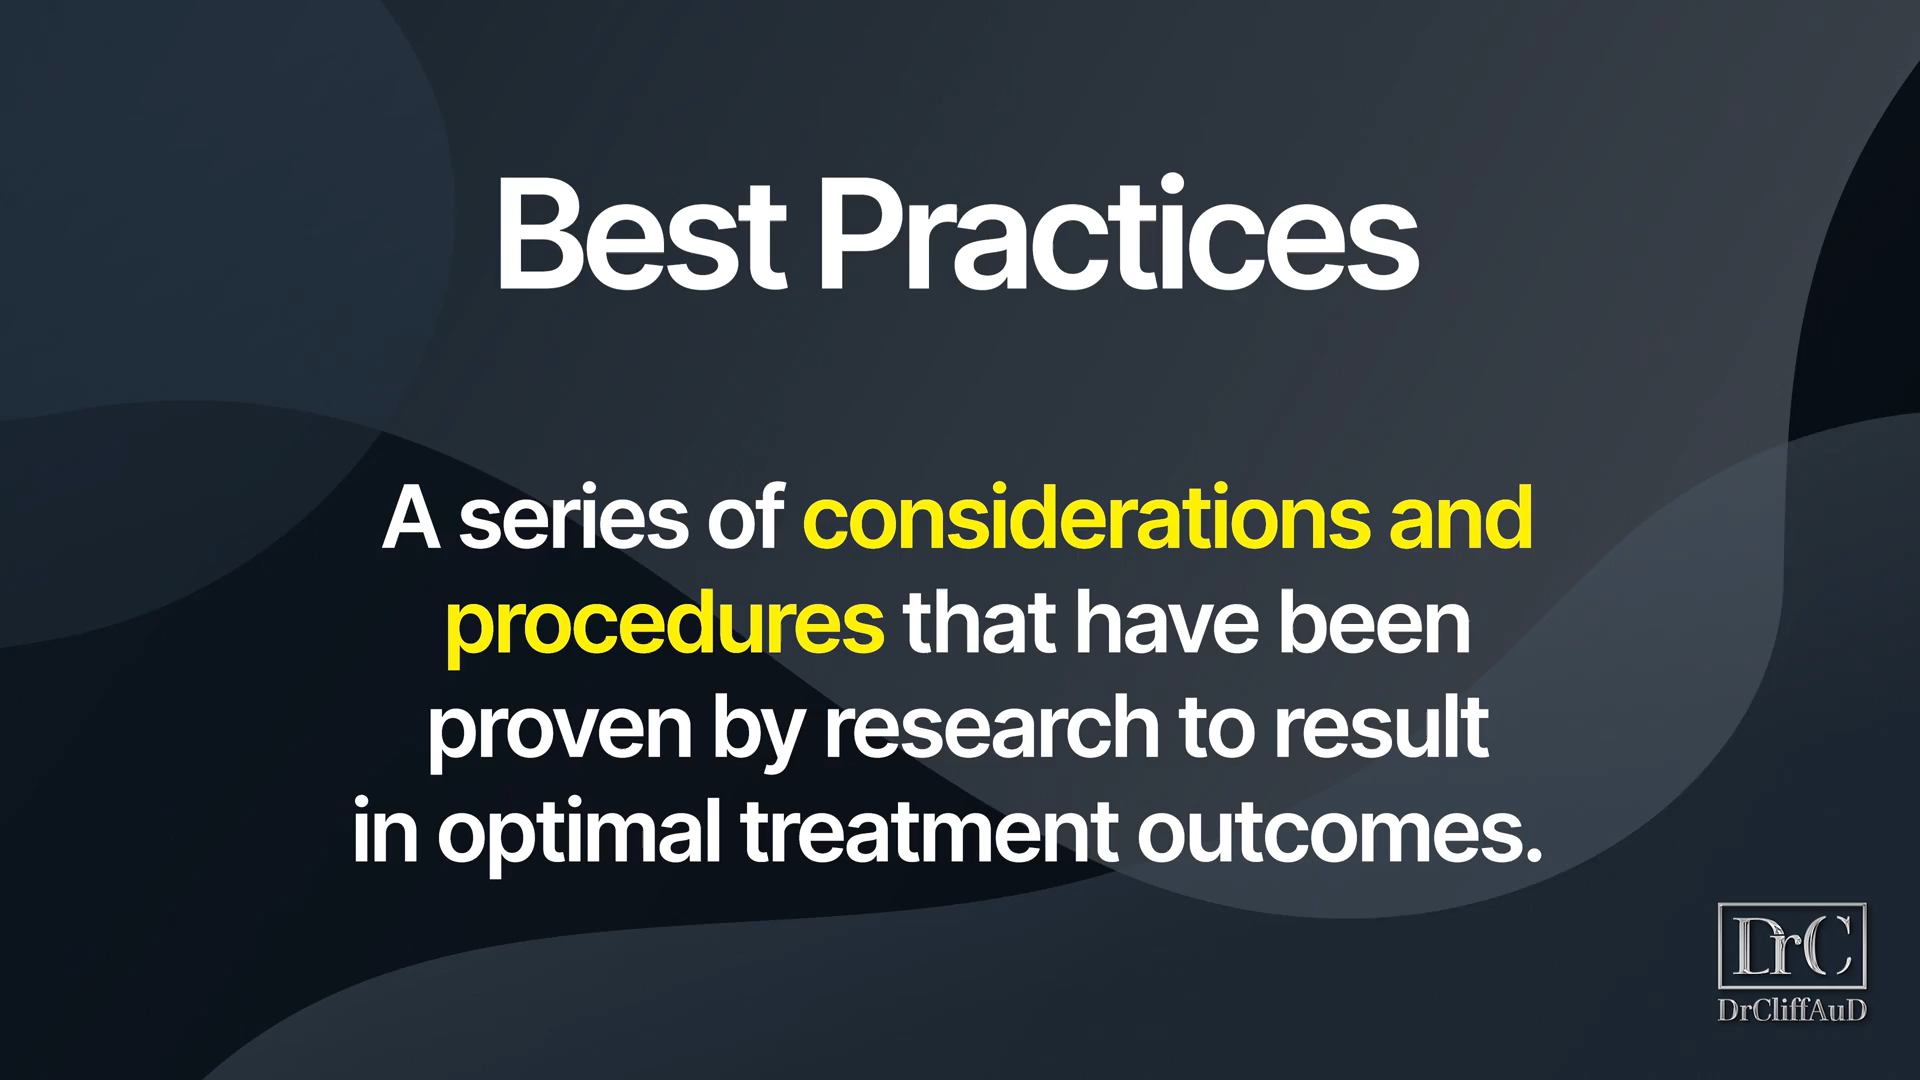 Best Practices
A series of considerations and
procedures that have been
proven by research to result
in optimal treatment outcomes.
DrC
DrCliffAuD